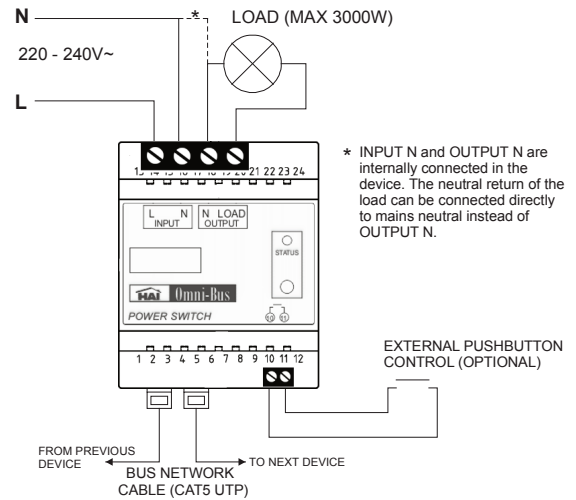 N
*
LOAD (MAX 3000W)
220 - 240V~
L
13 14 15 16 17 18 19 20 21 22 23 24
* INPUT N and OUTPUT N are
internally connected in the
device. The neutral return of the
load can be connected directly
to mains neutral instead of
OUTPUT N.
L N N LOAD
INPUT OUTPUT
STATUS
HAI Omni-Bus
POWER SWITCH
10 11
1 2 3 4 5 6 7 8 9 10 11 12
EXTERNAL PUSHBUTTON
CONTROL (OPTIONAL)
FROM PREVIOUS
DEVICE
TO NEXT DEVICE
BUS NETWORK
CABLE (CAT5 UTP)